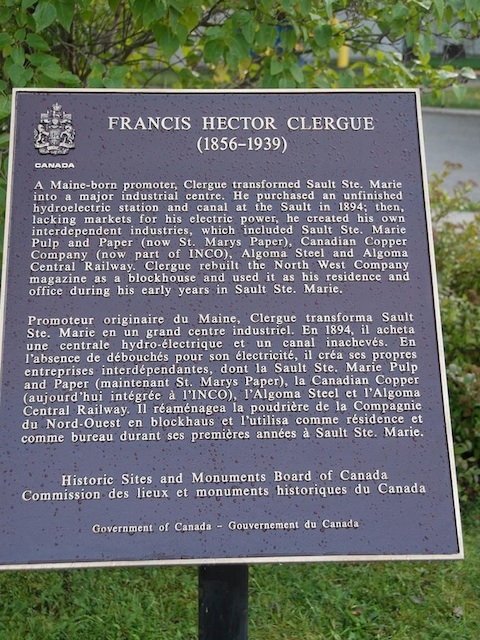 CANADA
FRANCIS HECTOR CLERGUE
(1856-1939)
A Maine-born promoter, Clergue transformed Sault Ste. Marie
into a major industrial centre. He purchased an unfinished
hydroelectric station and canal at the Sault in 1894; then,
lacking markets for his electric power, he created his own
interdependent industries, which included Sault Ste. Marie
Pulp and Paper (now St. Marys Paper), Canadian Copper
Company (now part of INCO), Algoma Steel and Algoma
Central Railway. Clergue rebuilt the North West Company
magazine as a blockhouse and used it as his residence and
office during his early years in Sault Ste. Marie.
Promoteur originaire du Maine, Clergue transforma Sault
Ste. Marie en un grand centre industriel. En 1894, il acheta
une centrale hydro-électrique et un canal inachevés. En
l'absence de débouchés pour son électricité, il créa ses propres
entreprises interdépendantes, dont la Sault Ste. Marie Pulp
and Paper (maintenant St. Marys Paper), la Canadian Copper
(aujourd'hui intégrée à l'INCO), l'Algoma Steel et l'Algoma
Central Railway. Il réaménagea la poudrière de la Compagnie
du Nord-Ouest en blockhaus et l'utilisa comme résidence et
comme bureau durant ses premières années à Sault Ste. Marie.
Historic Sites and Monuments Board of Canada
Commission des lieux et monuments historiques du Canada
Government of Canada - Gouvernement du Canada